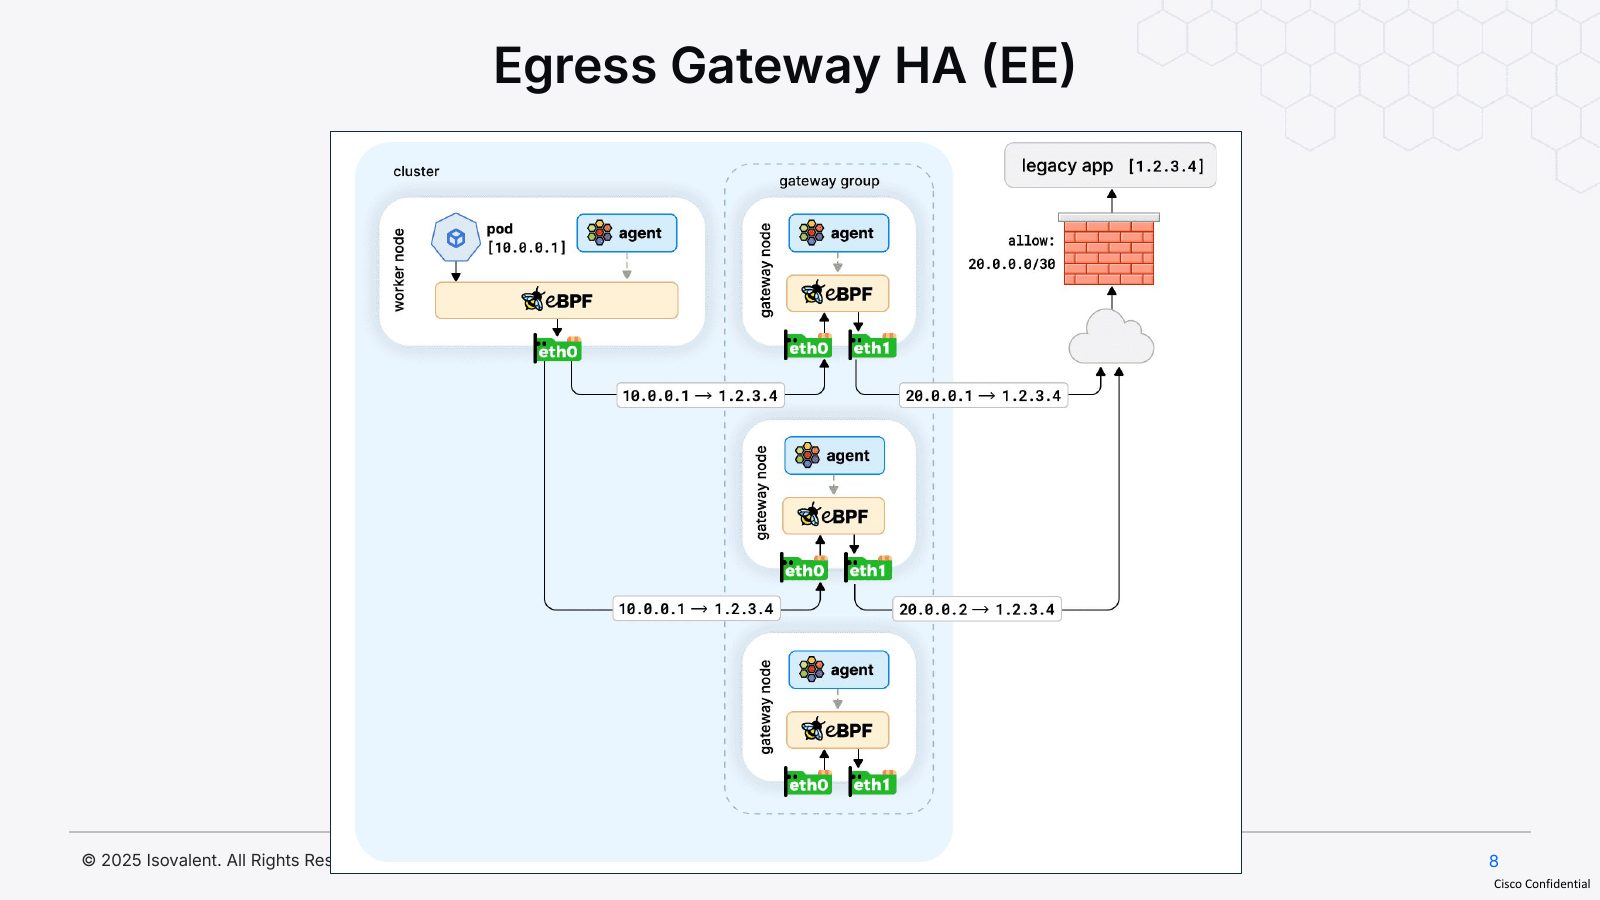 Egress Gateway HA (EE)
cluster
gateway group
legacy app [1.2.3.4]
worker node
pod
[10.0.0.1]
agent
eBPF
eth0
gateway node
agent
eBPF
eth0
eth1
allow:
20.0.0.0/30
10.0.0.1 → 1.2.3.4
20.0.0.1 → 1.2.3.4
gateway node
agent
eBPF
eth0
eth1
10.0.0.1 → 1.2.3.4
20.0.0.2 → 1.2.3.4
gateway node
agent
eBPF
eth0
eth1
© 2025 Isovalent. All Rights Res
8
Cisco Confidential